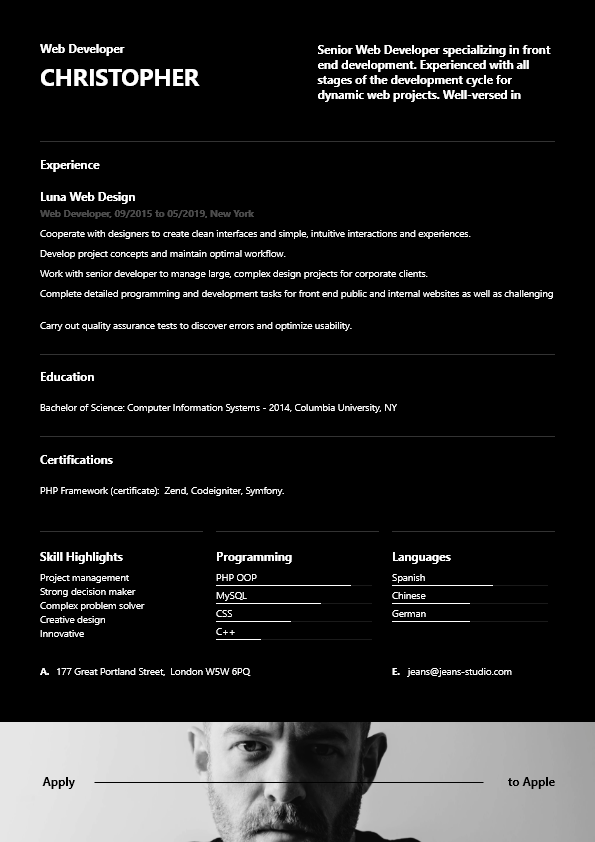 Web Developer
CHRISTOPHER
Senior Web Developer specializing in front
end development. Experienced with all
stages of the development cycle for
dynamic web projects. Well-versed in
Experience
Luna Web Design
Web Developer, 09/2015 to 05/2019, New York
Cooperate with designers to create clean interfaces and simple, intuitive interactions and experiences.
Develop project concepts and maintain optimal workflow.
Work with senior developer to manage large, complex design projects for corporate clients.
Complete detailed programming and development tasks for front end public and internal websites as well as challenging
Carry out quality assurance tests to discover errors and optimize usability.
Education
Bachelor of Science: Computer Information Systems - 2014, Columbia University, NY
Certifications
PHP Framework (certificate): Zend, Codeigniter, Symfony.
Skill Highlights
Project management
Strong decision maker
Complex problem solver
Creative design
Innovative
Programming
PHP OOP
MySQL
CSS
C++
Languages
Spanish
Chinese
German
A. 177 Great Portland Street, London W5W 6PQ
E. jeans@jeans-studio.com
Apply
to Apple